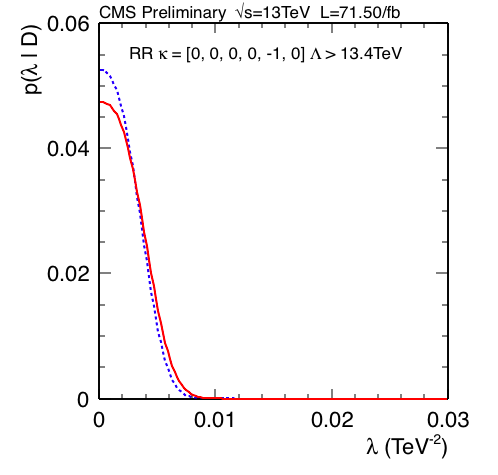 CMS Preliminary √s=13TeV L=71.50/fb
RR κ = [0, 0, 0, 0, -1, 0] Λ > 13.4TeV
p(λ | D)
0.06
0.04
0.02
0
0 0.01 0.02 0.03
λ (TeV⁻²)